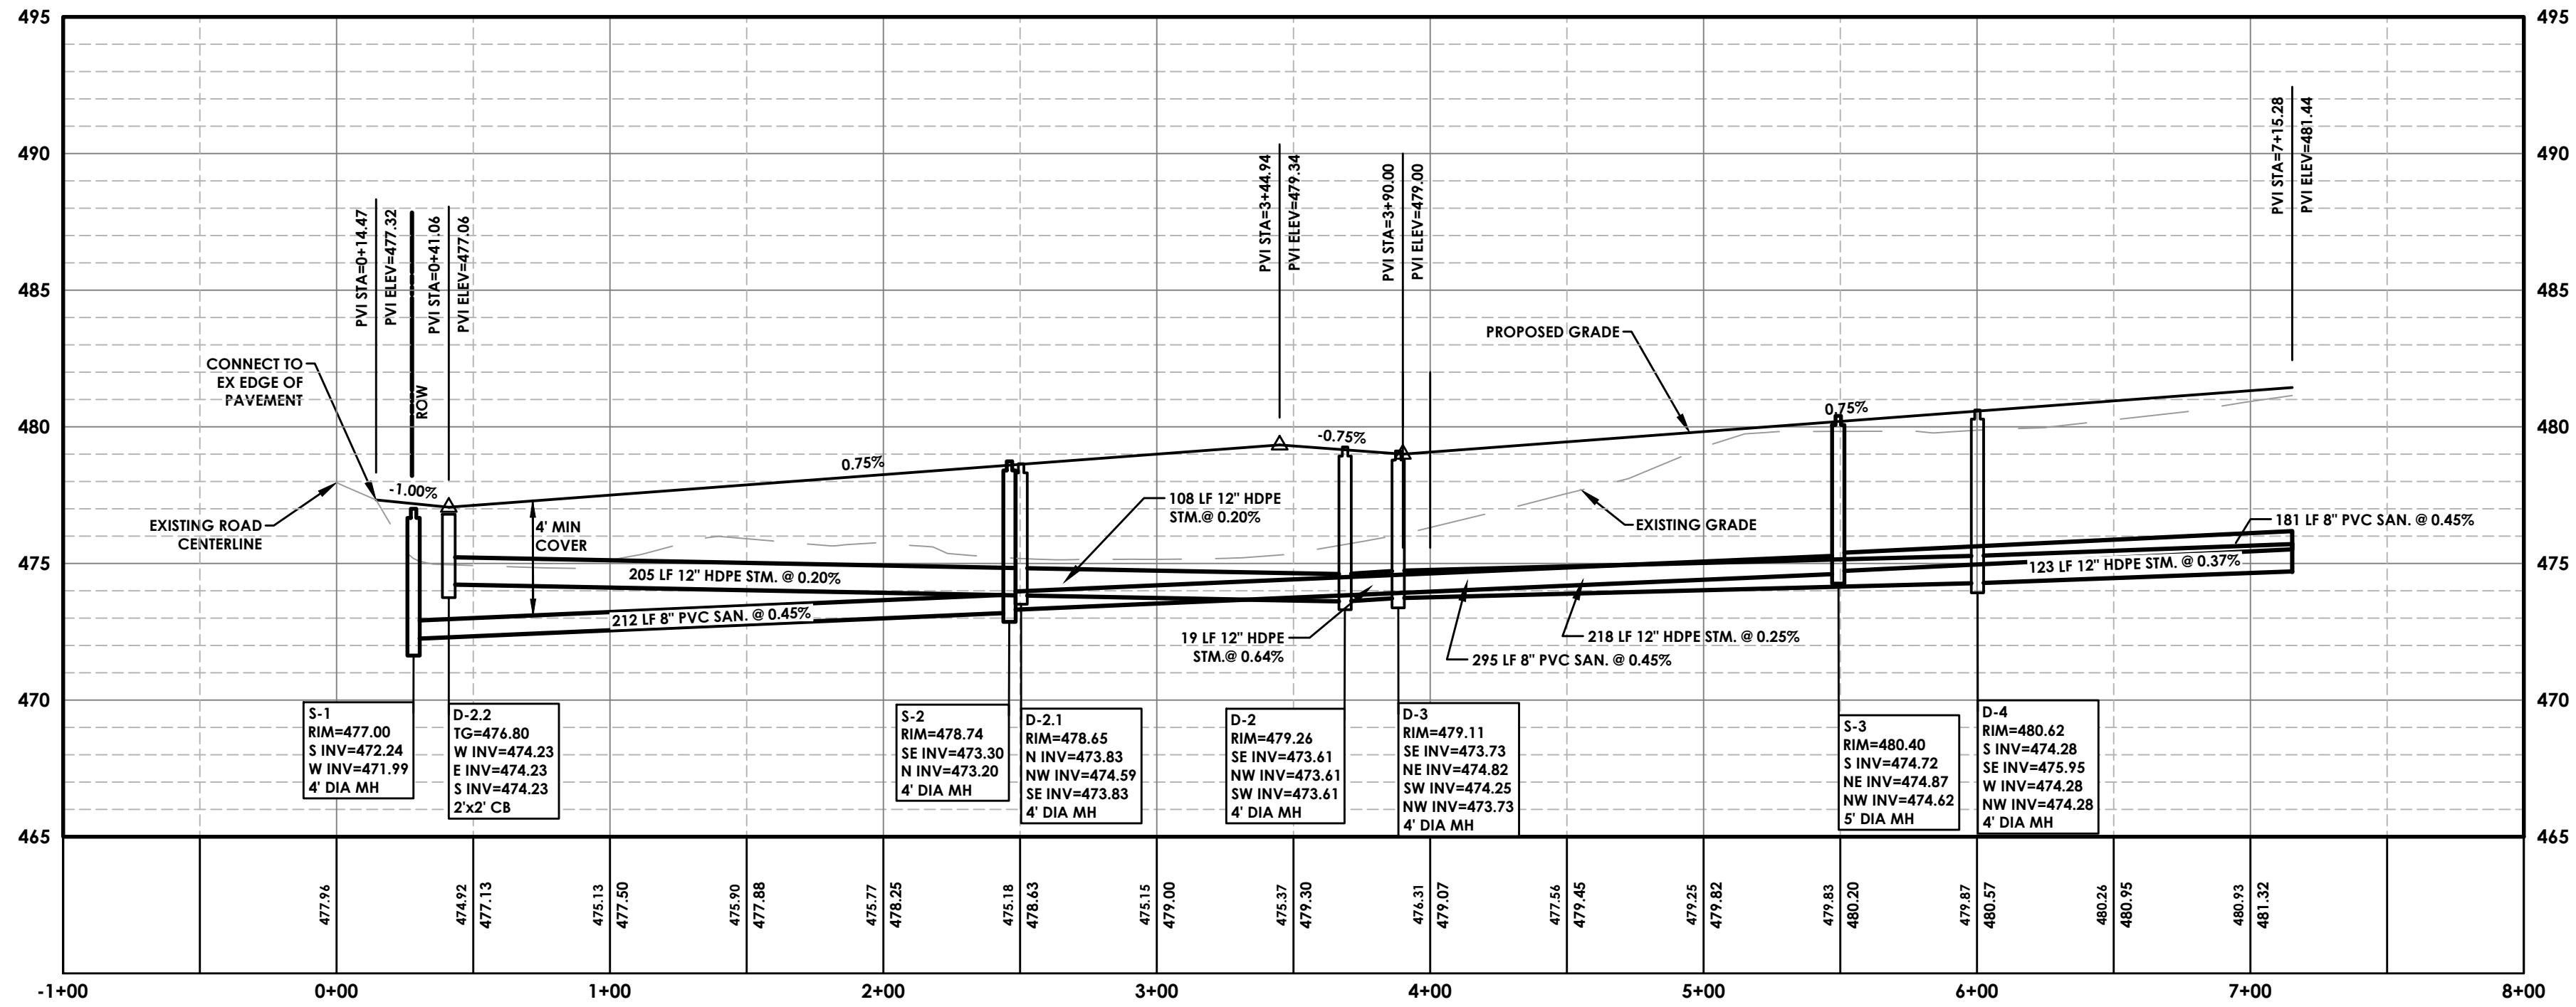 495
495
490
490
485
485
480
480
475
475
470
470
465
465
PVI STA=0+14.47
PVI ELEV=477.32
ROW
PVI STA=0+41.06
PVI ELEV=477.06
PVI STA=3+44.94
PVI ELEV=479.34
PVI STA=3+90.00
PVI ELEV=479.00
PVI STA=7+15.28
PVI ELEV=481.44
CONNECT TO
EX EDGE OF
PAVEMENT
EXISTING ROAD
CENTERLINE
-1.00%
0.75%
-0.75%
0.75%
PROPOSED GRADE
EXISTING GRADE
4' MIN
COVER
205 LF 12" HDPE STM. @ 0.20%
212 LF 8" PVC SAN. @ 0.45%
108 LF 12" HDPE
STM.@ 0.20%
19 LF 12" HDPE
STM.@ 0.64%
218 LF 12" HDPE STM. @ 0.25%
295 LF 8" PVC SAN. @ 0.45%
181 LF 8" PVC SAN. @ 0.45%
123 LF 12" HDPE STM. @ 0.37%
S-1
RIM=477.00
S INV=472.24
W INV=471.99
4' DIA MH
D-2.2
TG=476.80
W INV=474.23
E INV=474.23
S INV=474.23
2'x2' CB
S-2
RIM=478.74
SE INV=473.30
N INV=473.20
4' DIA MH
D-2.1
RIM=478.65
N INV=473.83
NW INV=474.59
SE INV=473.83
4' DIA MH
D-2
RIM=479.26
SE INV=473.61
NW INV=473.61
SW INV=473.61
4' DIA MH
D-3
RIM=479.11
SE INV=473.73
NE INV=474.82
SW INV=474.25
NW INV=473.73
4' DIA MH
S-3
RIM=480.40
S INV=474.72
NE INV=474.87
NW INV=474.62
5' DIA MH
D-4
RIM=480.62
S INV=474.28
SE INV=475.95
W INV=474.28
NW INV=474.28
4' DIA MH
477.96
474.92
477.13
475.13
477.50
475.90
477.88
475.77
478.25
475.18
478.63
475.15
479.00
475.37
479.30
476.31
479.07
477.56
479.45
479.25
479.82
479.83
480.20
479.87
480.57
480.26
480.95
480.93
481.32
-1+00
0+00
1+00
2+00
3+00
4+00
5+00
6+00
7+00
8+00